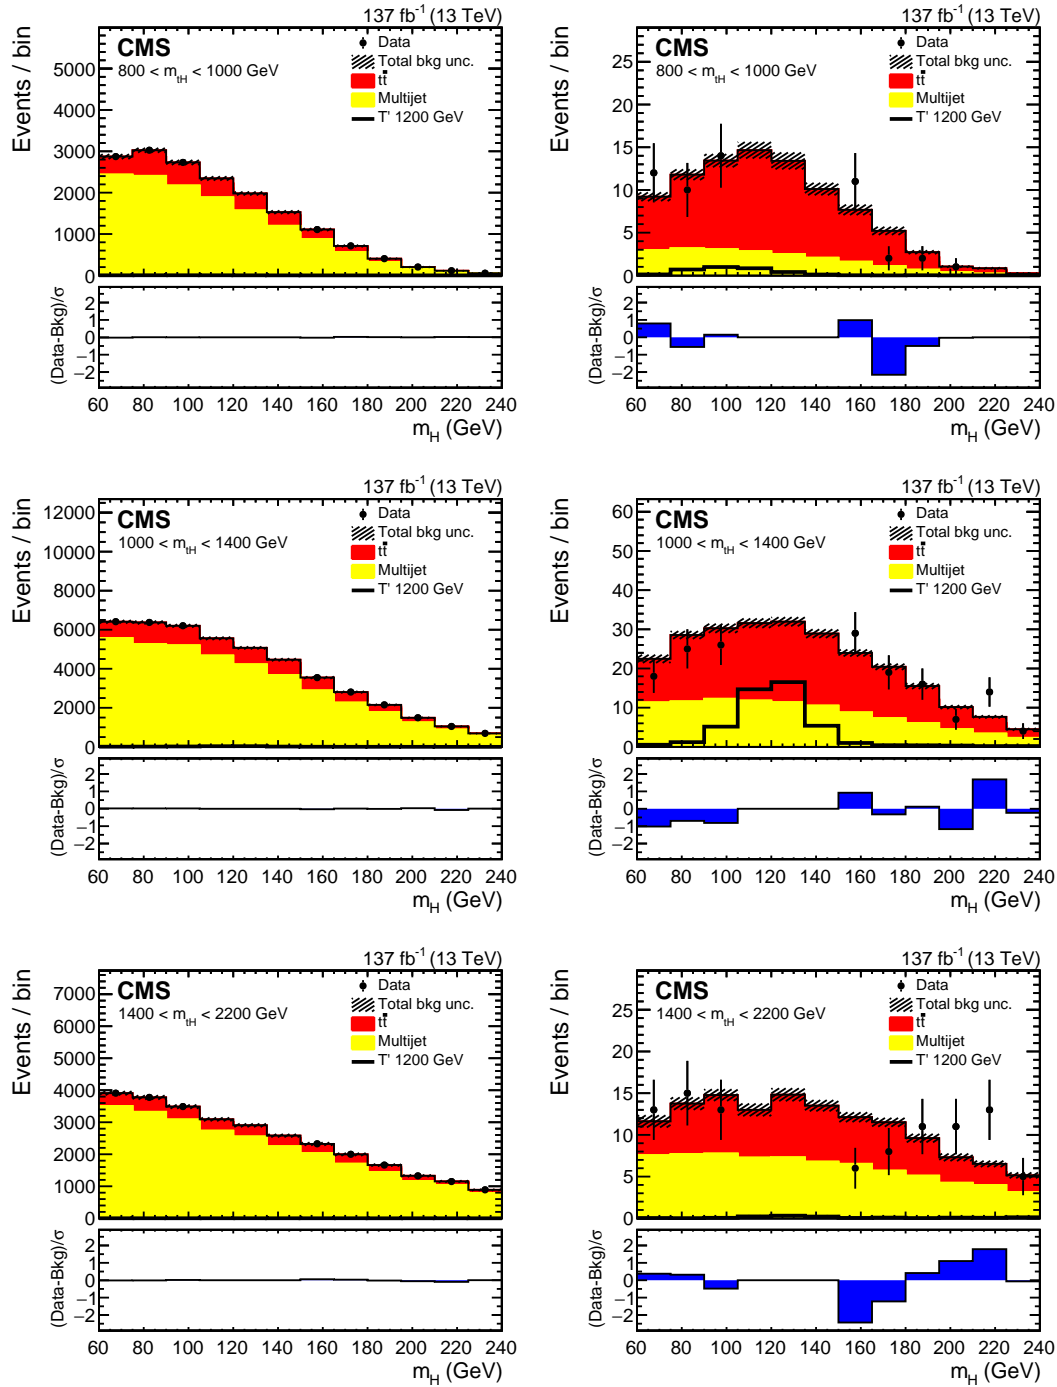 137 fb⁻¹ (13 TeV)
Events / bin
CMS
800 < m_tH < 1000 GeV
Data
Total bkg unc.
tt̄
Multijet
T' 1200 GeV
5000
4000
3000
2000
1000
0
(Data-Bkg)/σ
2
1
0
−1
−2
60 80 100 120 140 160 180 200 220 240
m_H (GeV)
137 fb⁻¹ (13 TeV)
Events / bin
CMS
800 < m_tH < 1000 GeV
Data
Total bkg unc.
tt̄
Multijet
T' 1200 GeV
25
20
15
10
5
0
(Data-Bkg)/σ
2
1
0
−1
−2
60 80 100 120 140 160 180 200 220 240
m_H (GeV)
137 fb⁻¹ (13 TeV)
Events / bin
CMS
1000 < m_tH < 1400 GeV
Data
Total bkg unc.
tt̄
Multijet
T' 1200 GeV
12000
10000
8000
6000
4000
2000
0
(Data-Bkg)/σ
2
1
0
−1
−2
60 80 100 120 140 160 180 200 220 240
m_H (GeV)
137 fb⁻¹ (13 TeV)
Events / bin
CMS
1000 < m_tH < 1400 GeV
Data
Total bkg unc.
tt̄
Multijet
T' 1200 GeV
60
50
40
30
20
10
0
(Data-Bkg)/σ
2
1
0
−1
−2
60 80 100 120 140 160 180 200 220 240
m_H (GeV)
137 fb⁻¹ (13 TeV)
Events / bin
CMS
1400 < m_tH < 2200 GeV
Data
Total bkg unc.
tt̄
Multijet
T' 1200 GeV
7000
6000
5000
4000
3000
2000
1000
0
(Data-Bkg)/σ
2
1
0
−1
−2
60 80 100 120 140 160 180 200 220 240
m_H (GeV)
137 fb⁻¹ (13 TeV)
Events / bin
CMS
1400 < m_tH < 2200 GeV
Data
Total bkg unc.
tt̄
Multijet
T' 1200 GeV
25
20
15
10
5
0
(Data-Bkg)/σ
2
1
0
−1
−2
60 80 100 120 140 160 180 200 220 240
m_H (GeV)